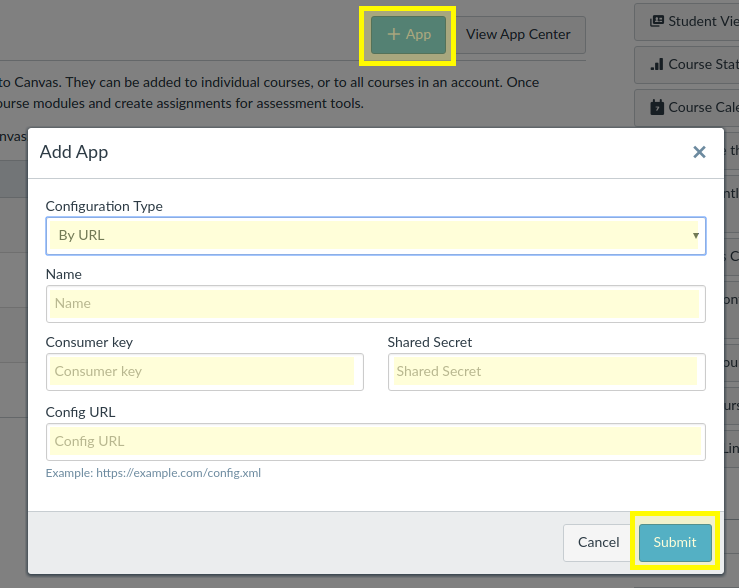 + App
View App Center
Student Vie
to Canvas. They can be added to individual courses, or to all courses in an account. Once
Course Stat
ourse modules and create assignments for assessment tools.
Course Cale
nvas
Add App
×
Configuration Type
By URL
Name
Name
Consumer key
Shared Secret
Consumer key
Shared Secret
Config URL
Config URL
Example: https://example.com/config.xml
Cancel
Submit